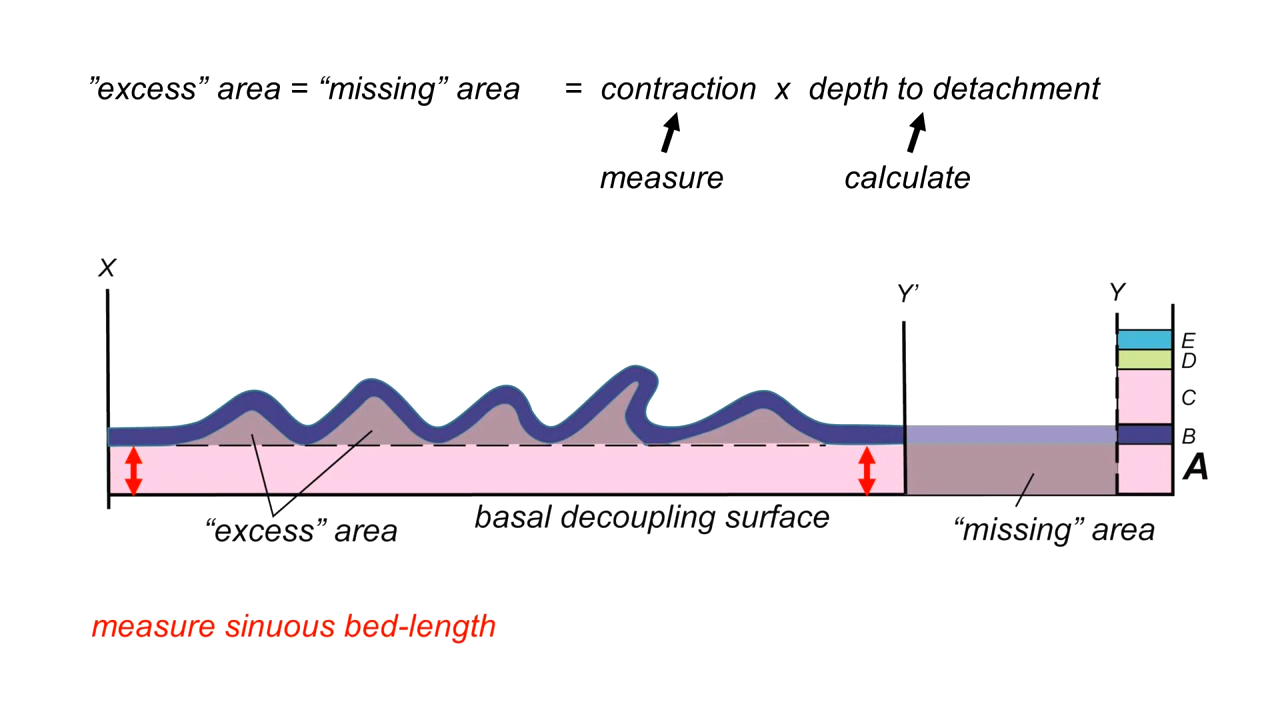 ”excess” area = “missing” area = contraction x depth to detachment
measure calculate
X
Y’
Y
E
D
C
B
A
“excess” area
basal decoupling surface
“missing” area
measure sinuous bed-length